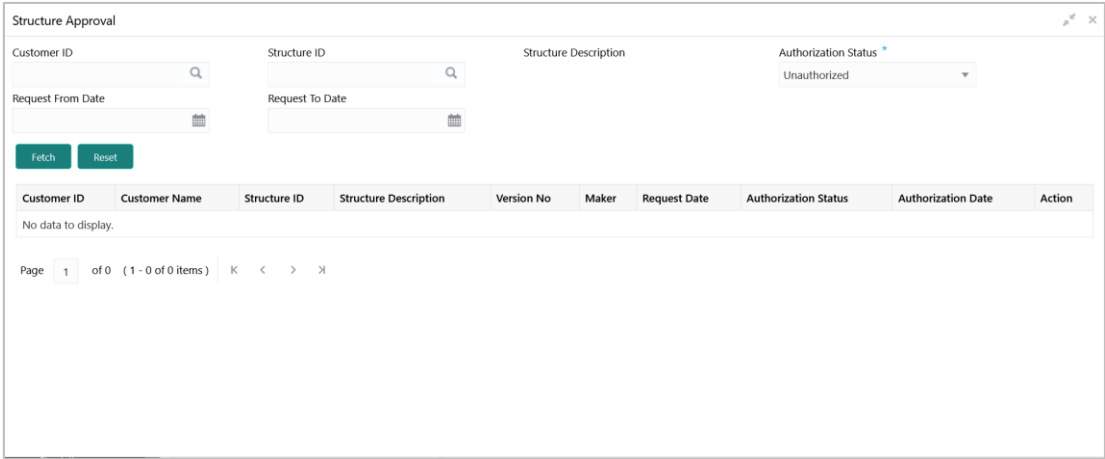 Structure Approval
Customer ID Structure ID Structure Description Authorization Status *
Unauthorized
Request From Date Request To Date
Fetch Reset
Customer ID Customer Name Structure ID Structure Description Version No Maker Request Date Authorization Status Authorization Date Action
No data to display.
Page 1 of 0 ( 1 - 0 of 0 items )